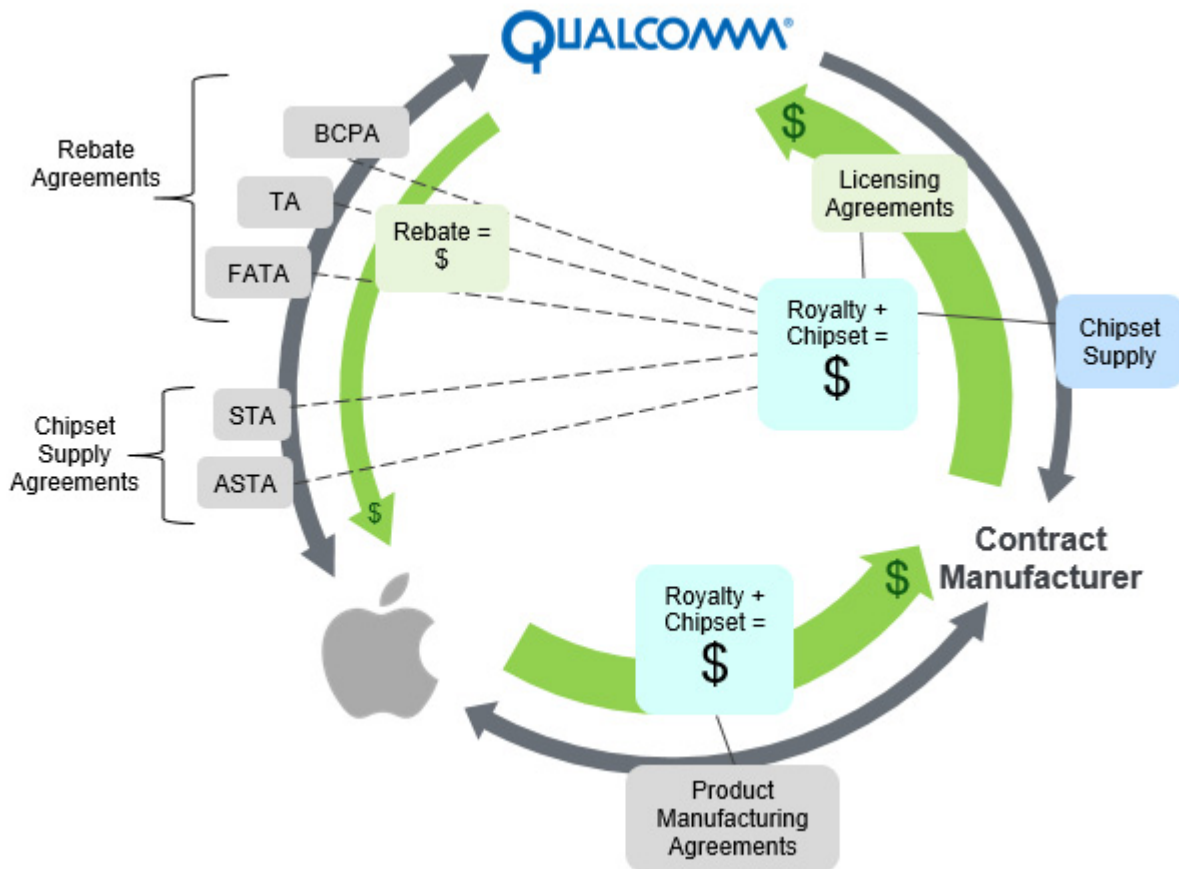 QUALCOMM®
Rebate
Agreements
BCPA
TA
FATA
Rebate =
$
$
Licensing
Agreements
Royalty +
Chipset =
$
Chipset
Supply
Chipset
Supply
Agreements
STA
ASTA
$
Contract
Manufacturer
Royalty +
Chipset =
$
$
Product
Manufacturing
Agreements